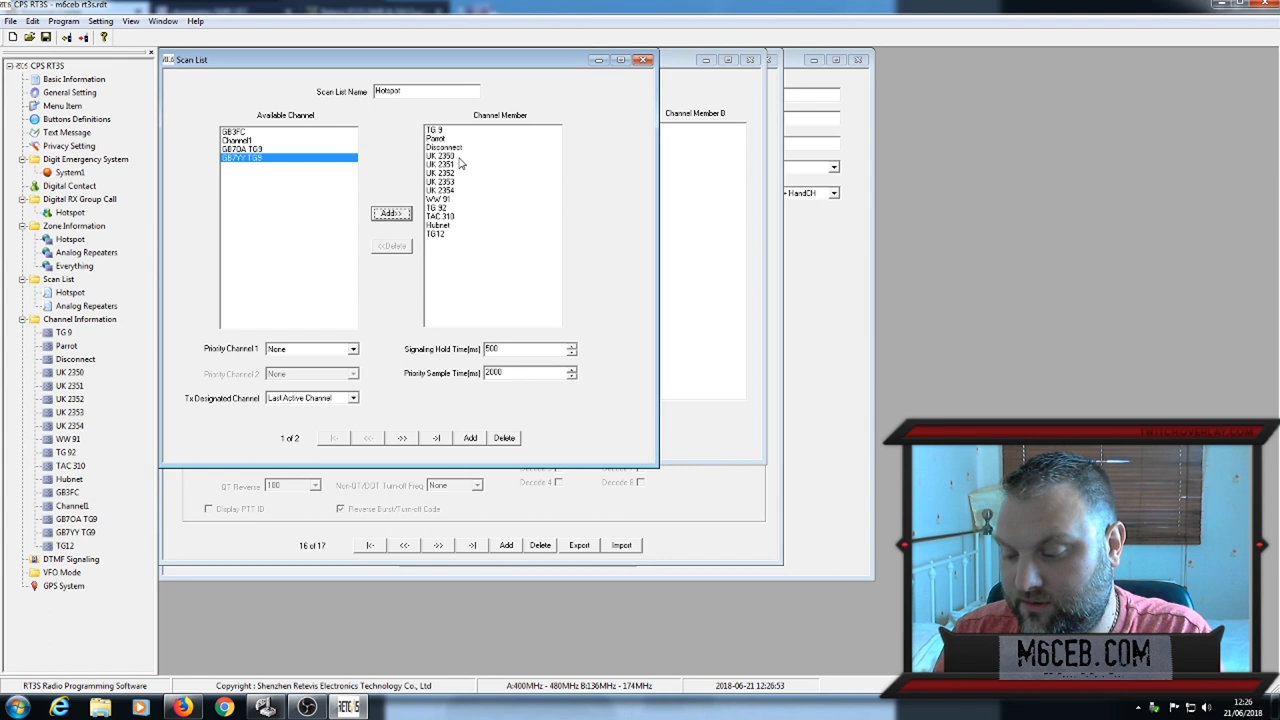 CPS RT3S - m6ceb rt3s.rdt
File Edit Program Setting View Window Help
CPS RT3S
Basic Information
General Setting
Menu Item
Buttons Definitions
Text Message
Privacy Setting
Digit Emergency System
System1
Digital Contact
Digital RX Group Call
Hotspot
Zone Information
Hotspot
Analog Repeaters
Everything
Scan List
Hotspot
Analog Repeaters
Channel Information
TG 9
Parrot
Disconnect
UK 2350
UK 2351
UK 2352
UK 2353
UK 2354
WW 91
TG 92
TAC 310
Hubnet
GB3FC
Channel1
GB7OA TG9
GB7YY TG9
TG12
DTMF Signaling
VFO Mode
GPS System
Scan List
Scan List Name Hotspot
Available Channel
GB3FC
Channel1
GB7OA TG9
GB7YY TG9
Add>>
<<Delete
Channel Member
TG 9
Parrot
Disconnect
UK 2350
UK 2351
UK 2352
UK 2353
UK 2354
WW 91
TG 92
TAC 310
Hubnet
TG12
Priority Channel 1 None
Priority Channel 2 None
Tx Designated Channel Last Active Channel
Signaling Hold Time[ms] 500
Priority Sample Time[ms] 2000
1 of 2 |<- <<- ->> ->| Add Delete
Channel Member B
+ HandCH
QT Reverse 180 Non-QT/DQT Turn-off Freq None Decode 4 Decode 8
Display PTT ID Reverse Burst/Turn-off Code
16 of 17 |<- <<- ->> ->| Add Delete Export Import
TWITCHOVERLAY.COM
M6CEB.COM
RT3S Radio Programming Software Copyright : Shenzhen Retevis Electronics Technology Co., Ltd A:400MHz - 480MHz B:136MHz - 174MHz 2018-06-21 12:26:53
RETEVIS
12:26
21/06/2018